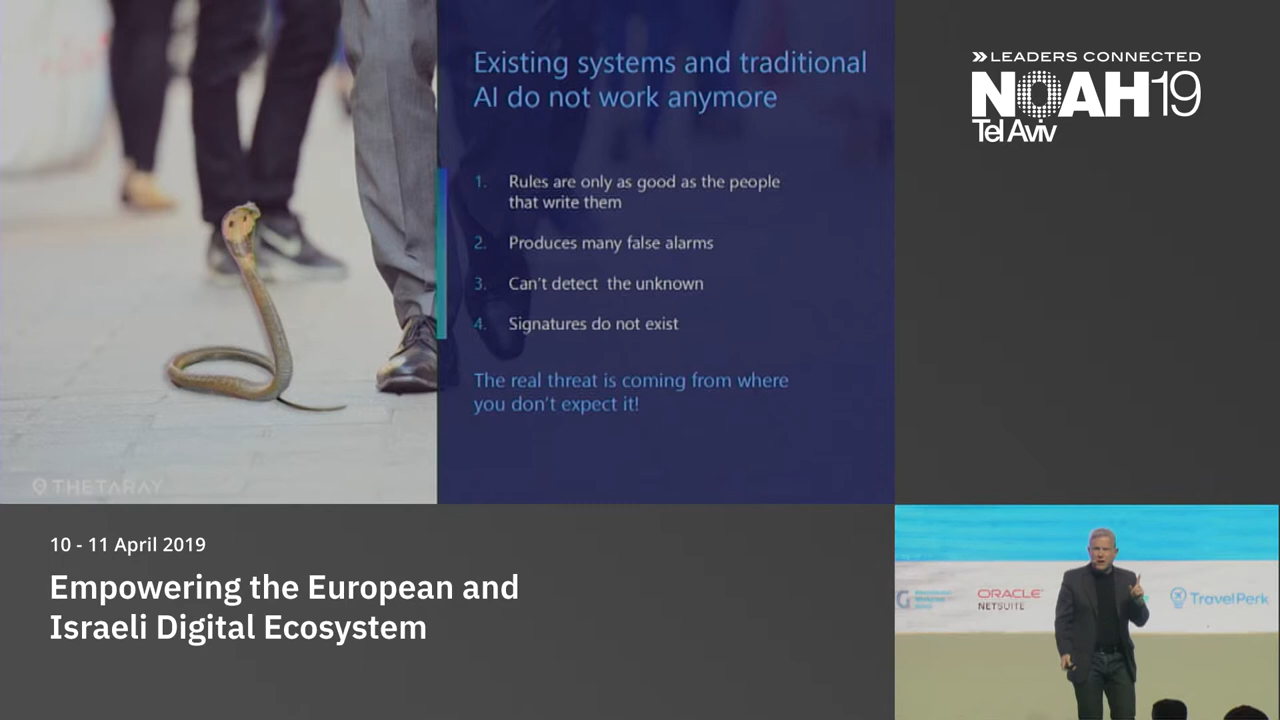 Existing systems and traditional
AI do not work anymore
1. Rules are only as good as the people
that write them
2. Produces many false alarms
3. Can't detect the unknown
4. Signatures do not exist
The real threat is coming from where
you don't expect it!
THETARAY
LEADERS CONNECTED
NOAH19
Tel Aviv
10 - 11 April 2019
Empowering the European and
Israeli Digital Ecosystem
G
ORACLE
NETSUITE
TravelPerk